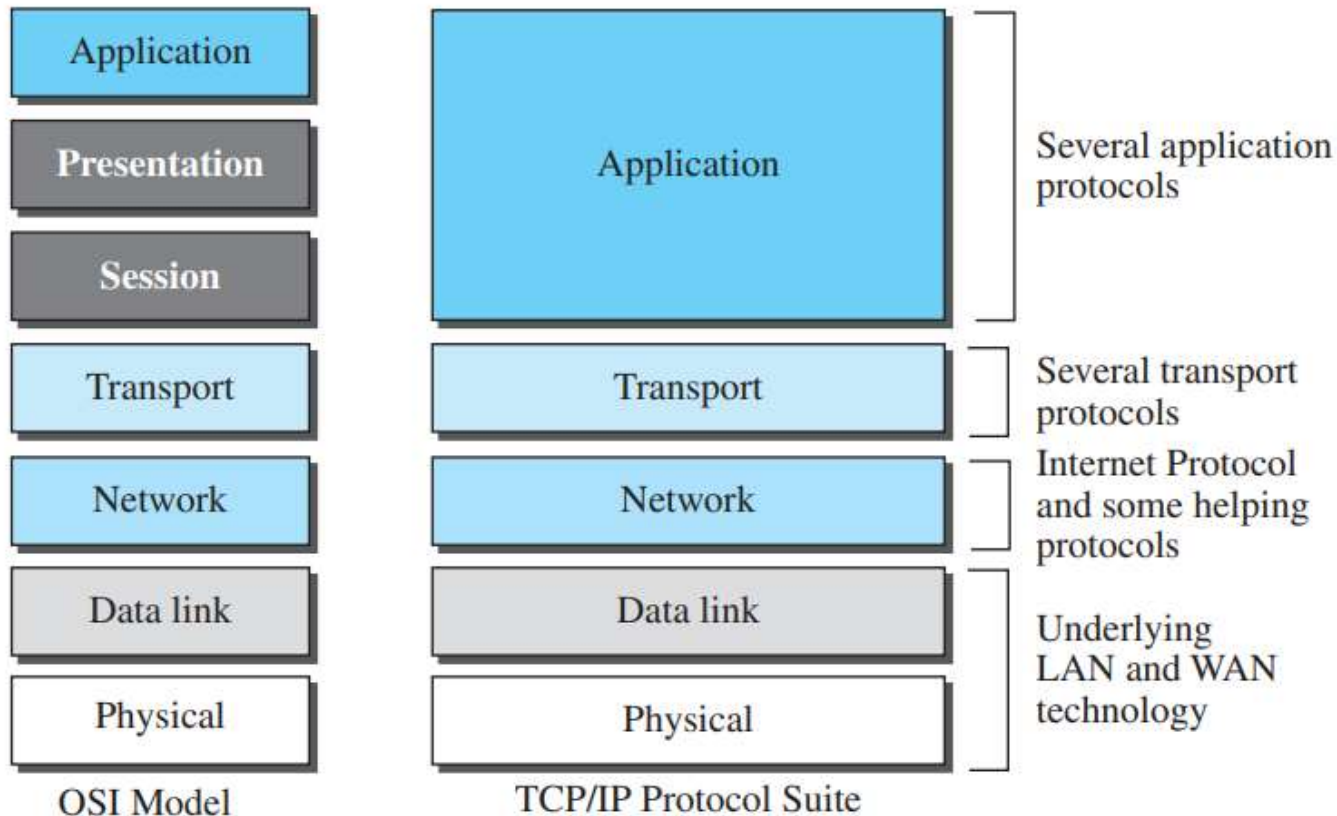 Application
Presentation
Session
Transport
Network
Data link
Physical
OSI Model
Application
Transport
Network
Data link
Physical
TCP/IP Protocol Suite
Several application
protocols
Several transport
protocols
Internet Protocol
and some helping
protocols
Underlying
LAN and WAN
technology